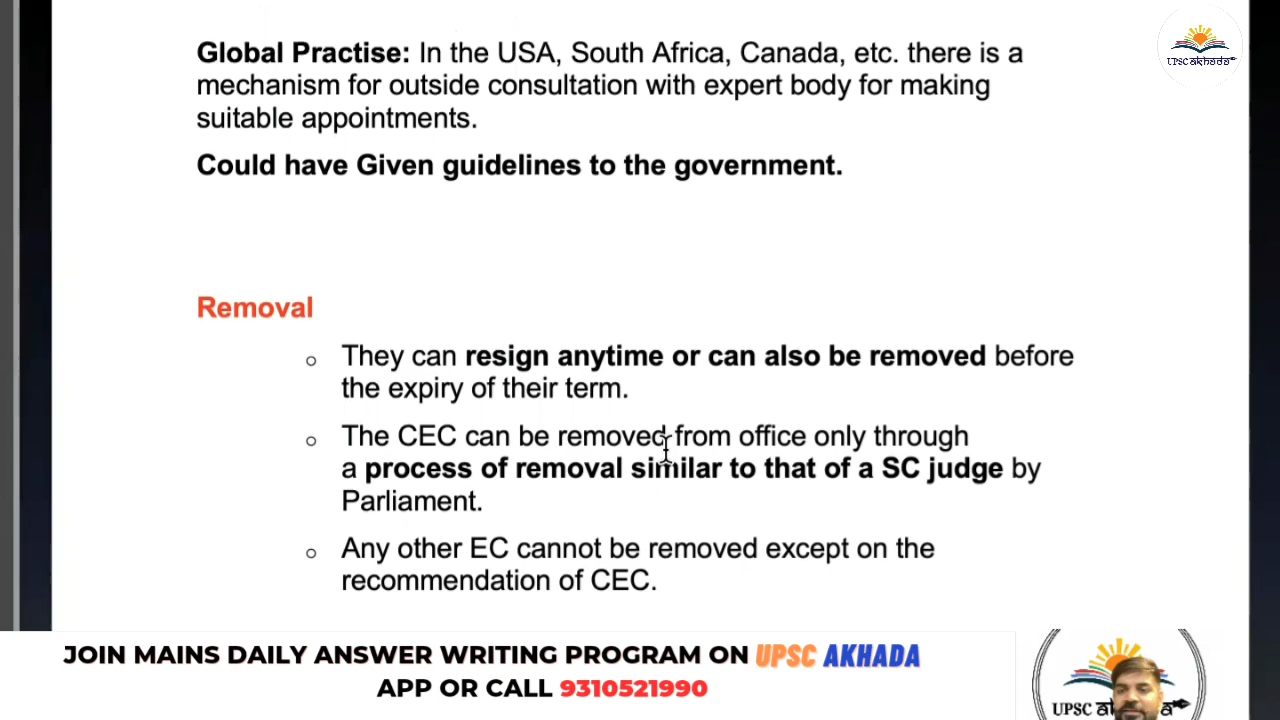 Global Practise: In the USA, South Africa, Canada, etc. there is a
mechanism for outside consultation with expert body for making
suitable appointments.
Could have Given guidelines to the government.
UPSC akhada
Removal
They can resign anytime or can also be removed before
the expiry of their term.
The CEC can be removed from office only through
a process of removal similar to that of a SC judge by
Parliament.
Any other EC cannot be removed except on the
recommendation of CEC.
JOIN MAINS DAILY ANSWER WRITING PROGRAM ON UPSC AKHADA
APP OR CALL 9310521990
UPSC